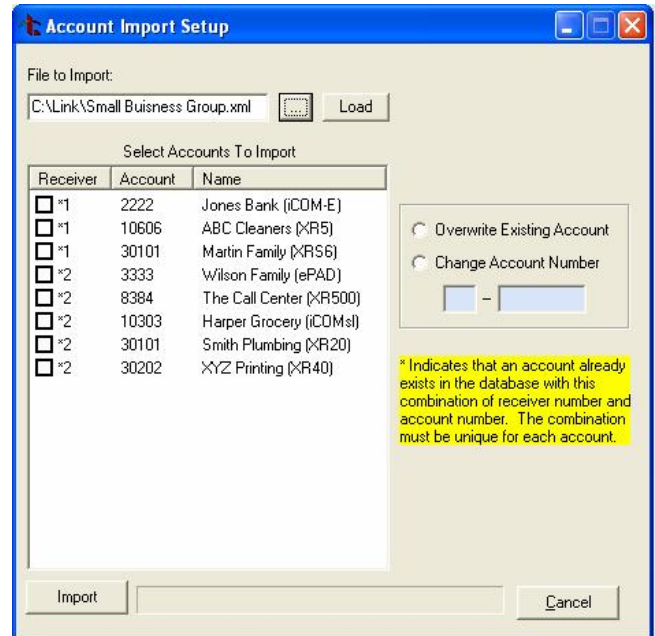 Account Import Setup
File to Import:
C:\Link\Small Buisness Group.xml ... Load
Select Accounts To Import
Receiver Account Name
*1 2222 Jones Bank (iCOM-E)
*1 10606 ABC Cleaners (XR5)
*1 30101 Martin Family (XRS6)
*2 3333 Wilson Family (ePAD)
*2 8384 The Call Center (XR500)
*2 10303 Harper Grocery (iCOMsl)
*2 30101 Smith Plumbing (XR20)
*2 30202 XYZ Printing (XR40)
Overwrite Existing Account
Change Account Number
–
* Indicates that an account already
exists in the database with this
combination of receiver number and
account number. The combination
must be unique for each account.
Import
Cancel